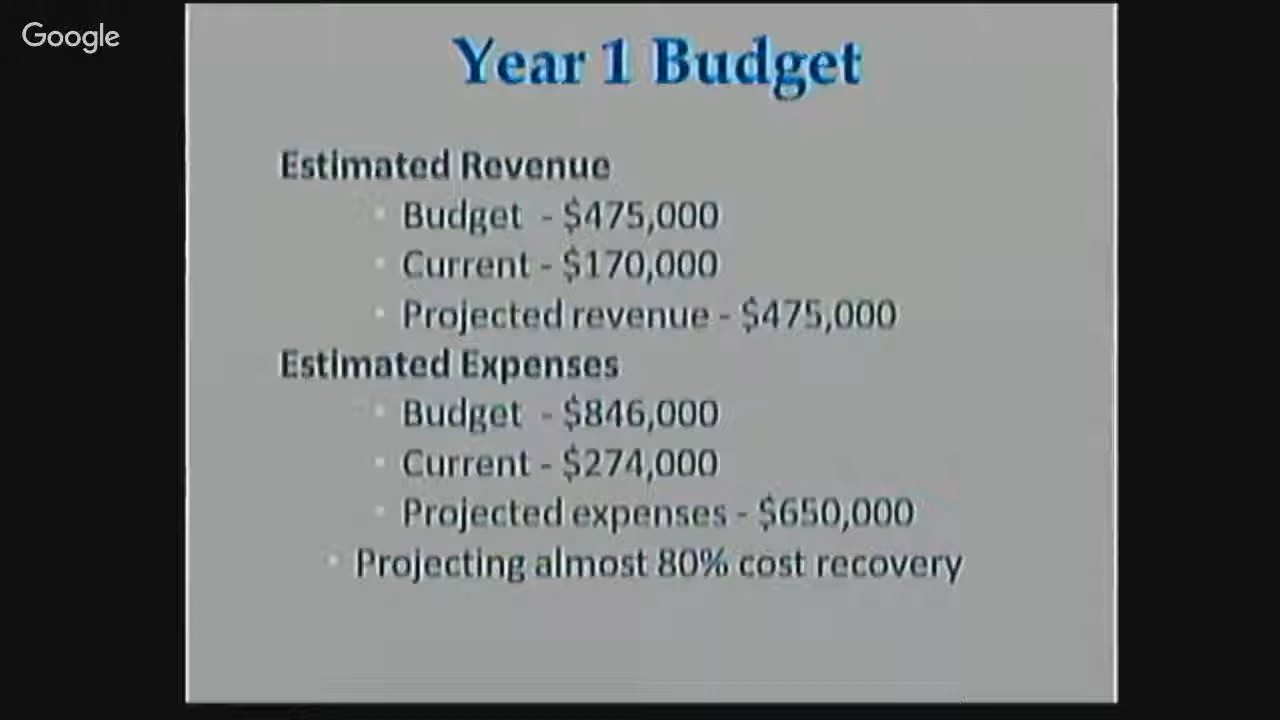 Google
Year 1 Budget
Estimated Revenue
Budget - $475,000
Current - $170,000
Projected revenue - $475,000
Estimated Expenses
Budget - $846,000
Current - $274,000
Projected expenses - $650,000
Projecting almost 80% cost recovery